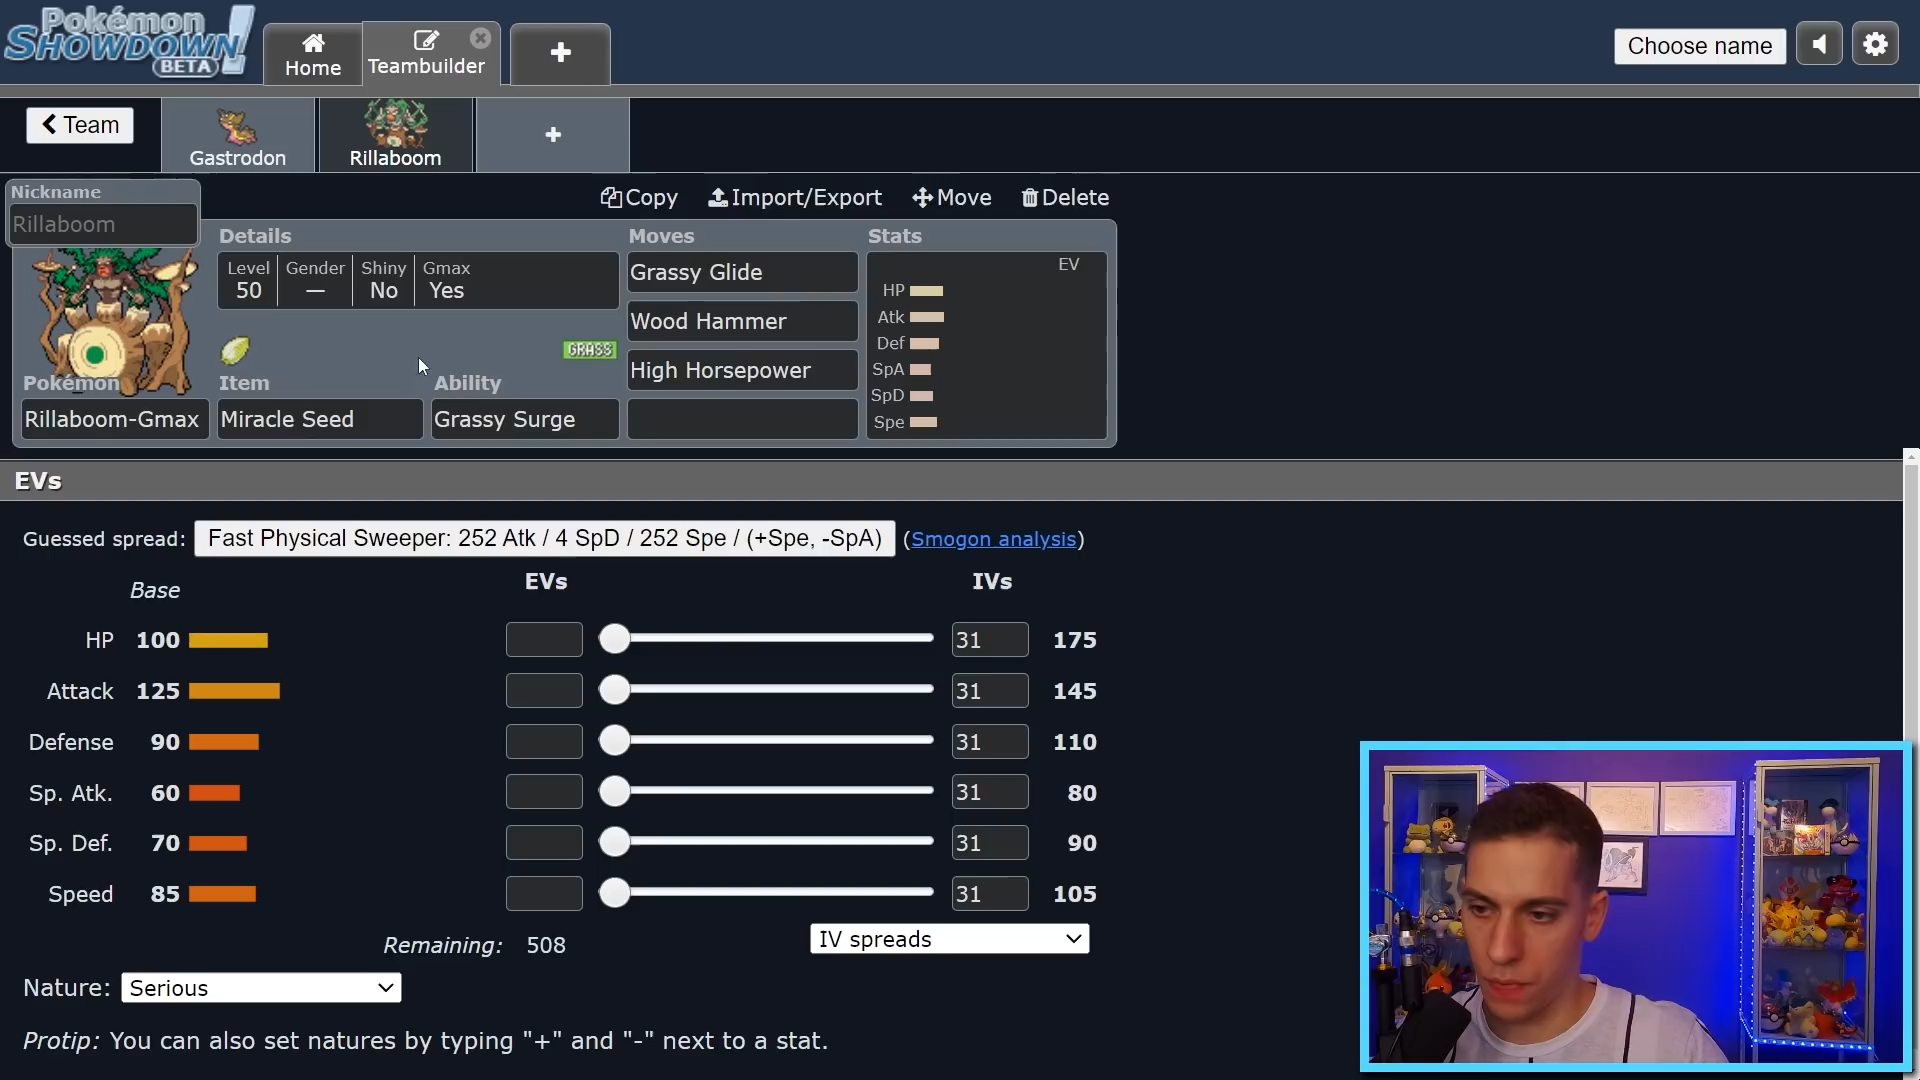 Pokémon
SHOWDOWN!
BETA
Home
Teambuilder
+
Choose name
Team
Gastrodon
Rillaboom
+
Nickname
Rillaboom
Copy
Import/Export
Move
Delete
Details
Moves
Stats
Level
Gender
Shiny
Gmax
50
—
No
Yes
GRASS
Pokémon
Item
Ability
Rillaboom-Gmax
Miracle Seed
Grassy Surge
Grassy Glide
Wood Hammer
High Horsepower
EV
HP
Atk
Def
SpA
SpD
Spe
EVs
Guessed spread: Fast Physical Sweeper: 252 Atk / 4 SpD / 252 Spe / (+Spe, -SpA) (Smogon analysis)
Base EVs IVs
HP 100 31 175
Attack 125 31 145
Defense 90 31 110
Sp. Atk. 60 31 80
Sp. Def. 70 31 90
Speed 85 31 105
Remaining: 508
IV spreads
Nature: Serious
Protip: You can also set natures by typing "+" and "-" next to a stat.